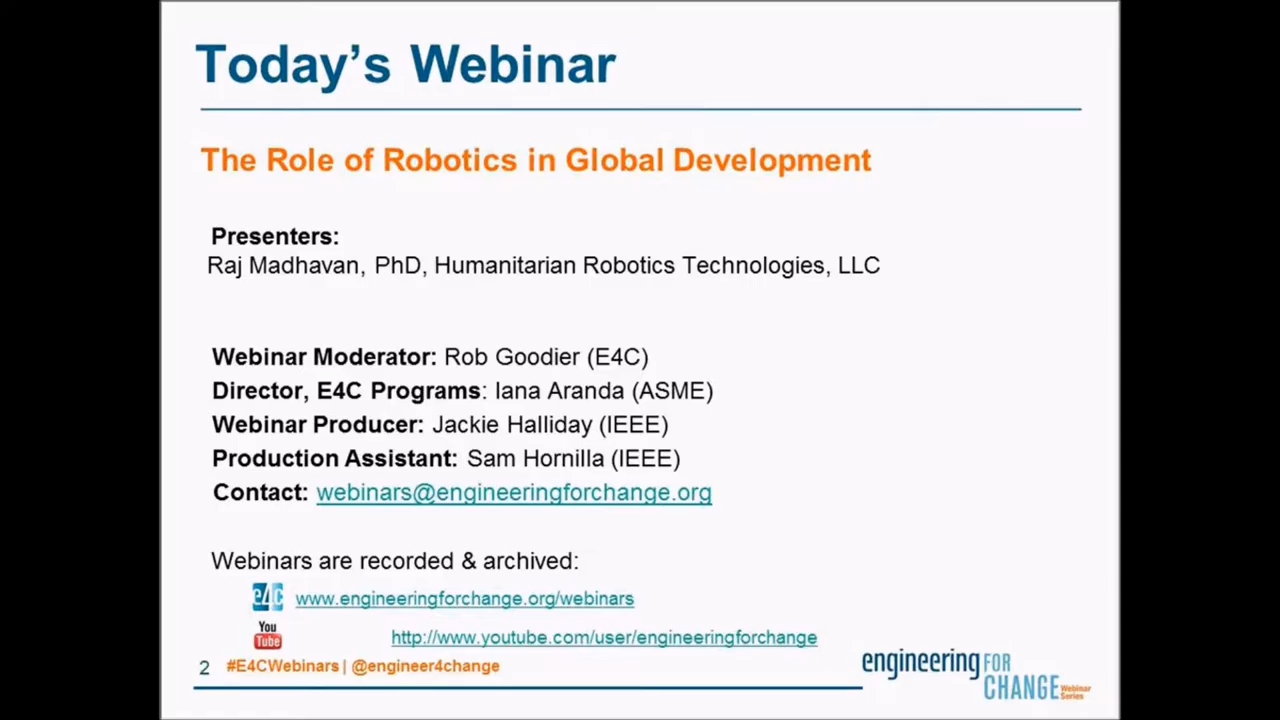 Today's Webinar
The Role of Robotics in Global Development
Presenters:
Raj Madhavan, PhD, Humanitarian Robotics Technologies, LLC
Webinar Moderator: Rob Goodier (E4C)
Director, E4C Programs: Iana Aranda (ASME)
Webinar Producer: Jackie Halliday (IEEE)
Production Assistant: Sam Hornilla (IEEE)
Contact: webinars@engineeringforchange.org
Webinars are recorded & archived:
e4c www.engineeringforchange.org/webinars
You
Tube http://www.youtube.com/user/engineeringforchange
2 #E4CWebinars | @engineer4change
engineering FOR
CHANGE Webinar
Series